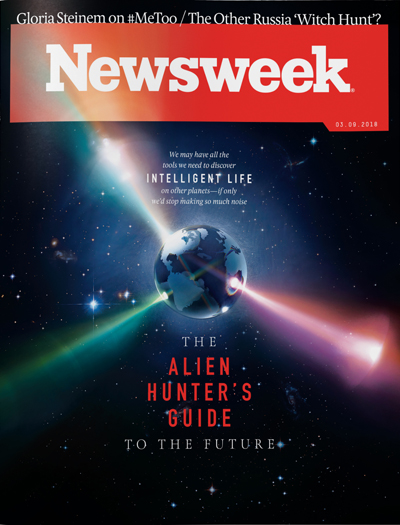 Gloria Steinem on #MeToo / The Other Russia ‘Witch Hunt’?
Newsweek
03.09.2018
We may have all the
tools we need to discover
INTELLIGENT LIFE
on other planets—if only
we'd stop making so much noise
THE
ALIEN
HUNTER'S
GUIDE
TO THE FUTURE